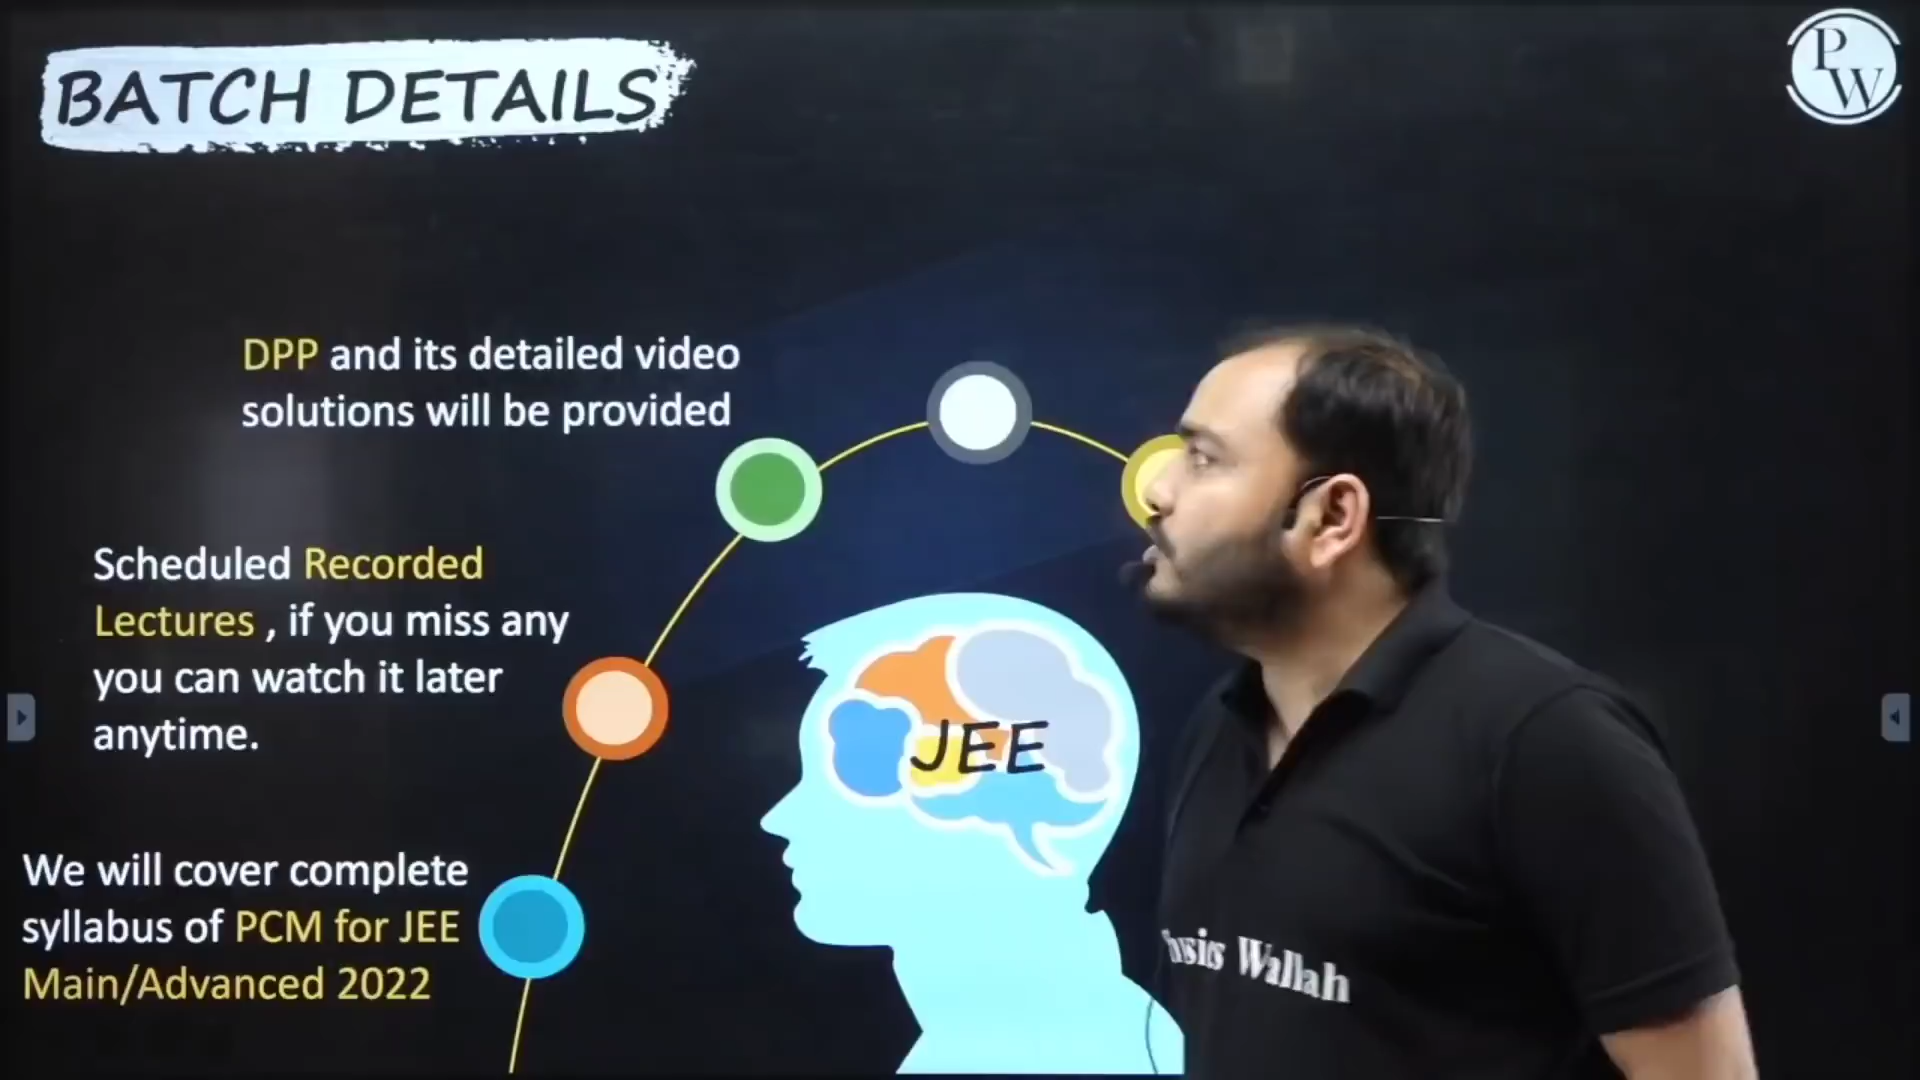 BATCH DETAILS
PW
DPP and its detailed video
solutions will be provided
Scheduled Recorded
Lectures , if you miss any
you can watch it later
anytime.
JEE
We will cover complete
syllabus of PCM for JEE
Main/Advanced 2022
Wallah